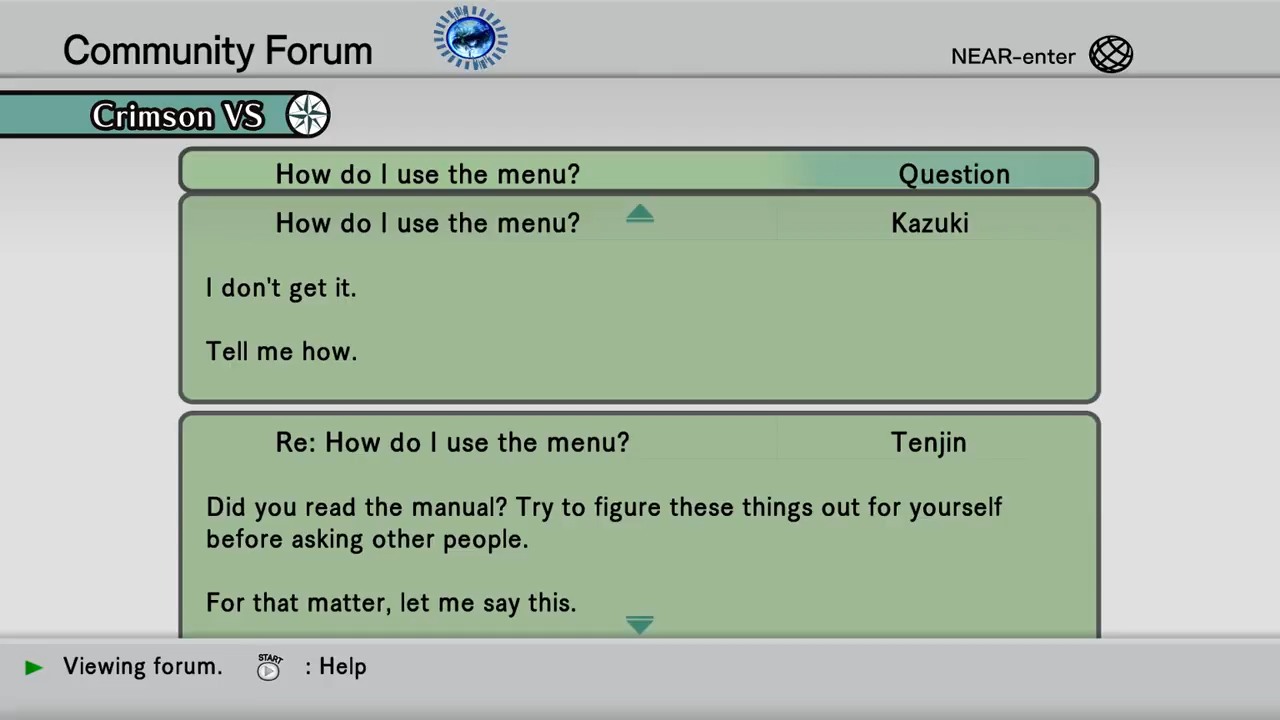 Community Forum
NEAR-enter
Crimson VS
How do I use the menu?
Question
How do I use the menu?
Kazuki
I don't get it.
Tell me how.
Re: How do I use the menu?
Tenjin
Did you read the manual? Try to figure these things out for yourself
before asking other people.
For that matter, let me say this.
Viewing forum.
START
: Help